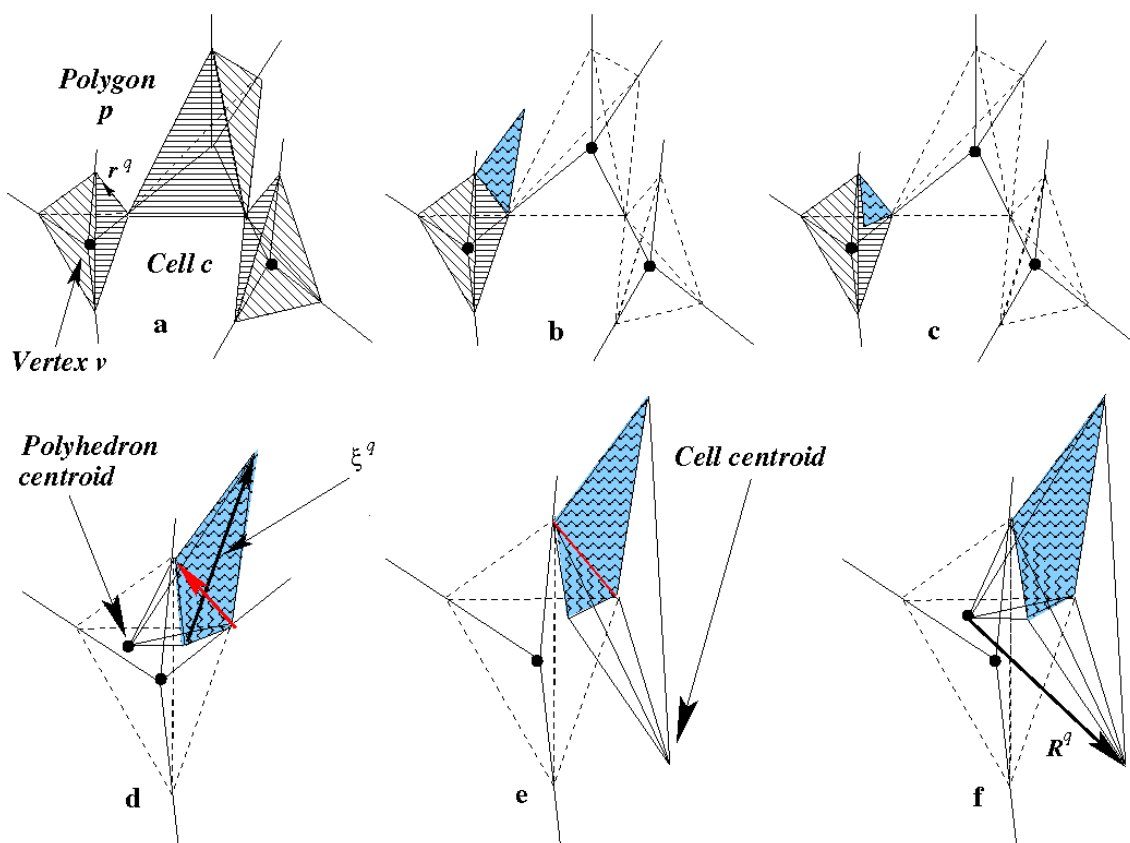 Polygon
p
r^q
Cell c
Vertex v
a
b
c
Polyhedron
centroid
ξ^q
Cell centroid
R^q
d
e
f